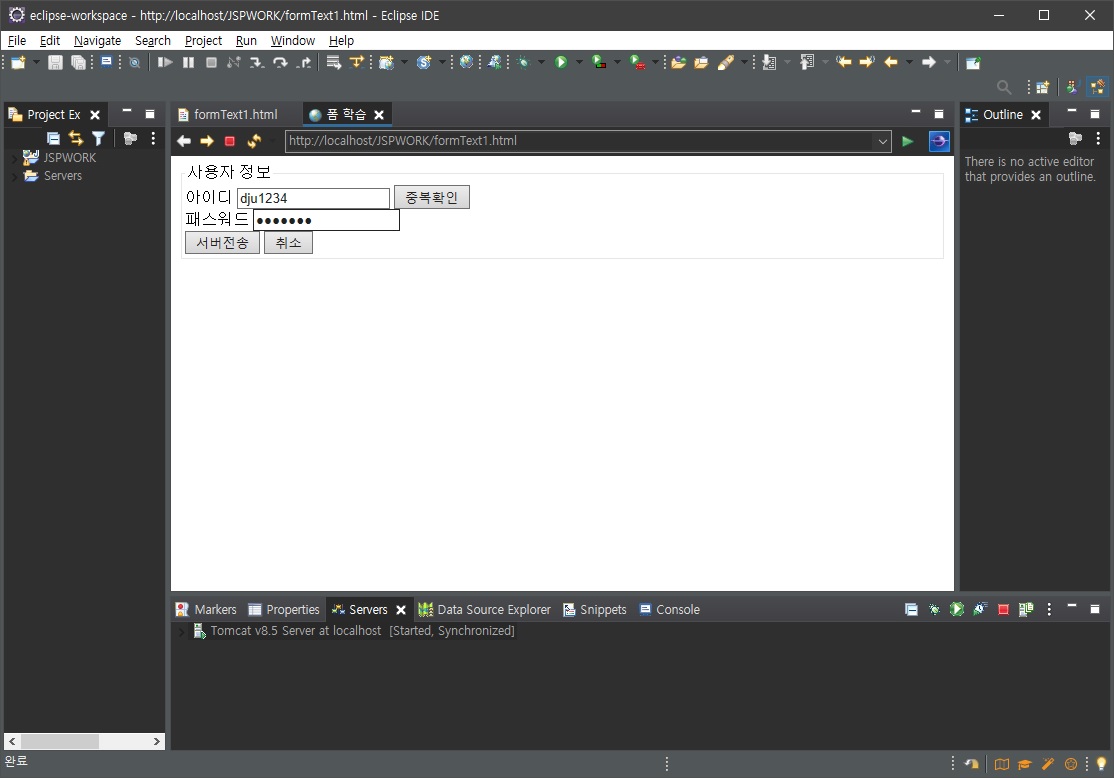 eclipse-workspace - http://localhost/JSPWORK/formText1.html - Eclipse IDE
File Edit Navigate Search Project Run Window Help
Project Ex
formText1.html
폼 학습
Outline
http://localhost/JSPWORK/formText1.html
JSPWORK
Servers
There is no active editor
that provides an outline.
사용자 정보
아이디 dju1234 중복확인
패스워드 •••••••
서버전송 취소
Markers Properties Servers Data Source Explorer Snippets Console
Tomcat v8.5 Server at localhost [Started, Synchronized]
완료